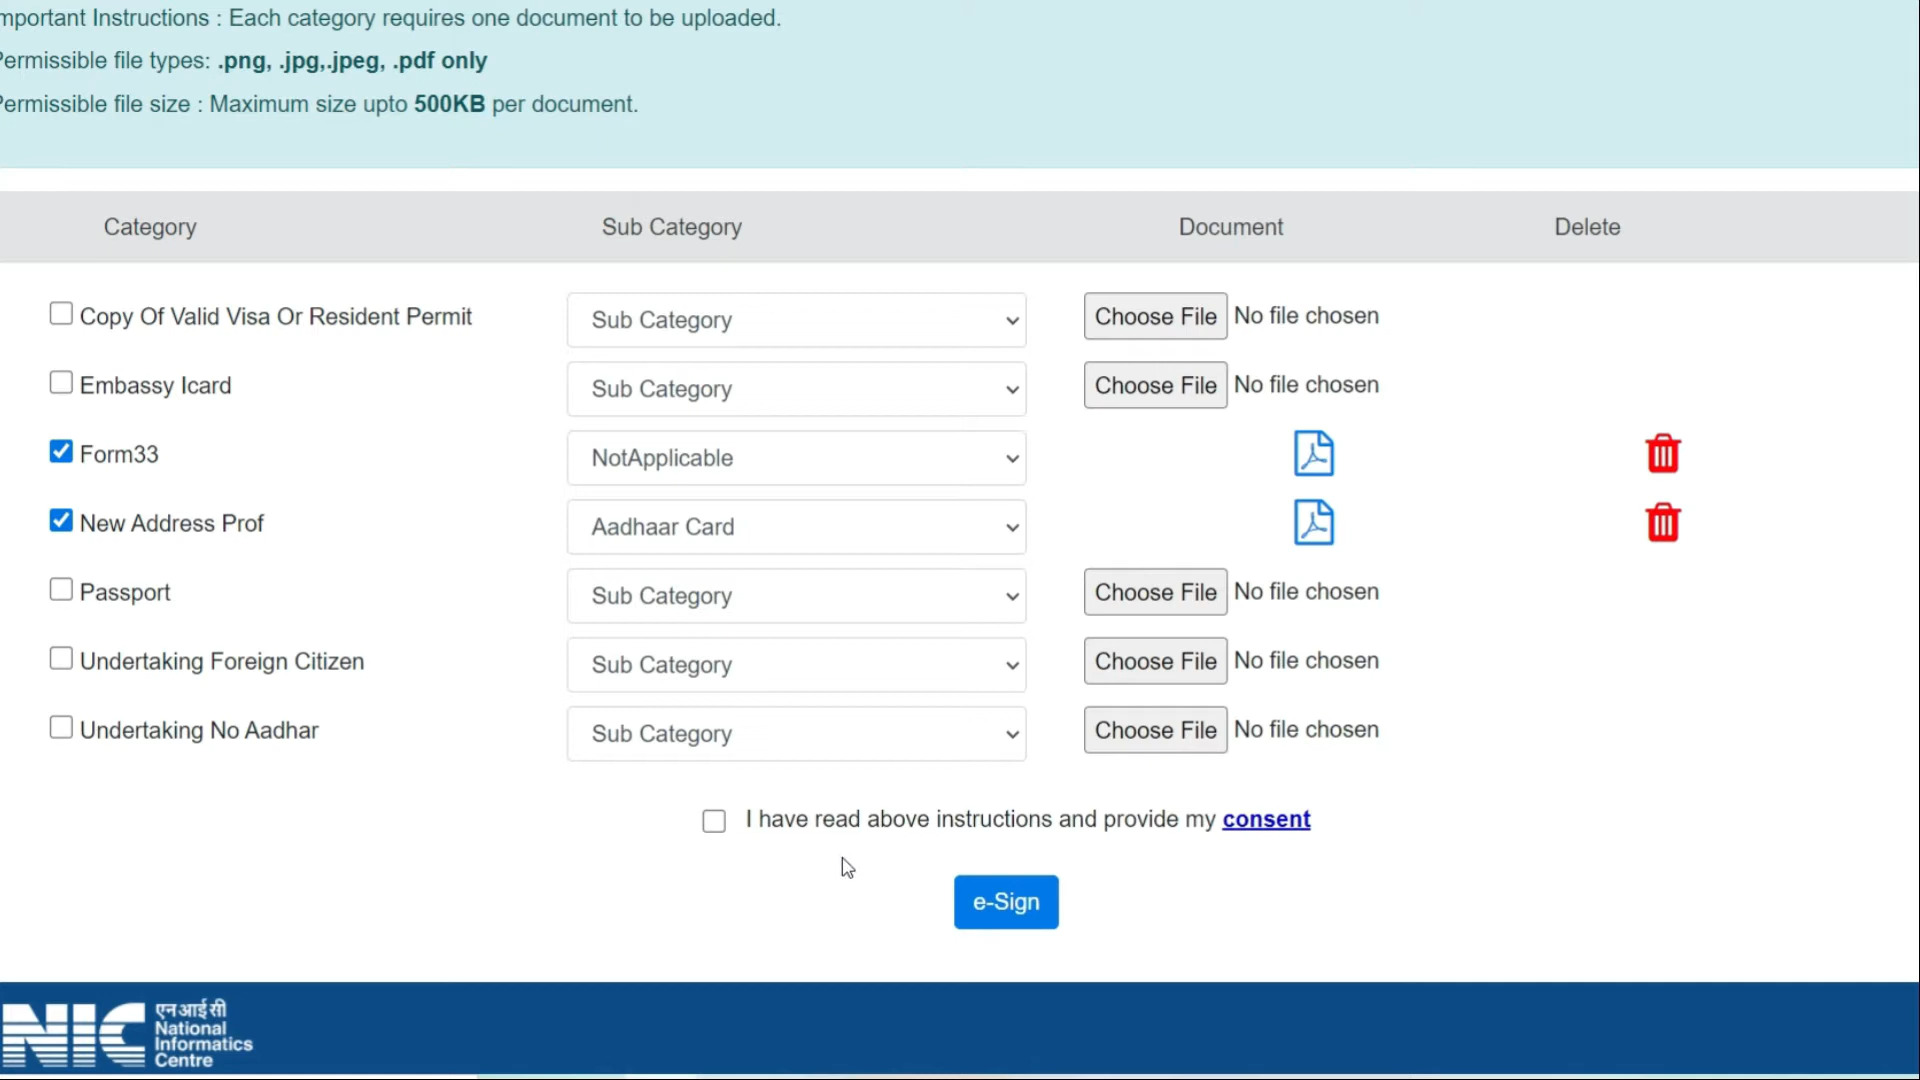 mportant Instructions : Each category requires one document to be uploaded.
Permissible file types: .png, .jpg,.jpeg, .pdf only
Permissible file size : Maximum size upto 500KB per document.
Category Sub Category Document Delete
Copy Of Valid Visa Or Resident Permit Sub Category Choose File No file chosen
Embassy Icard Sub Category Choose File No file chosen
Form33 NotApplicable
New Address Prof Aadhaar Card
Passport Sub Category Choose File No file chosen
Undertaking Foreign Citizen Sub Category Choose File No file chosen
Undertaking No Aadhar Sub Category Choose File No file chosen
I have read above instructions and provide my consent
e-Sign
NIC
एनआईसी
National
Informatics
Centre